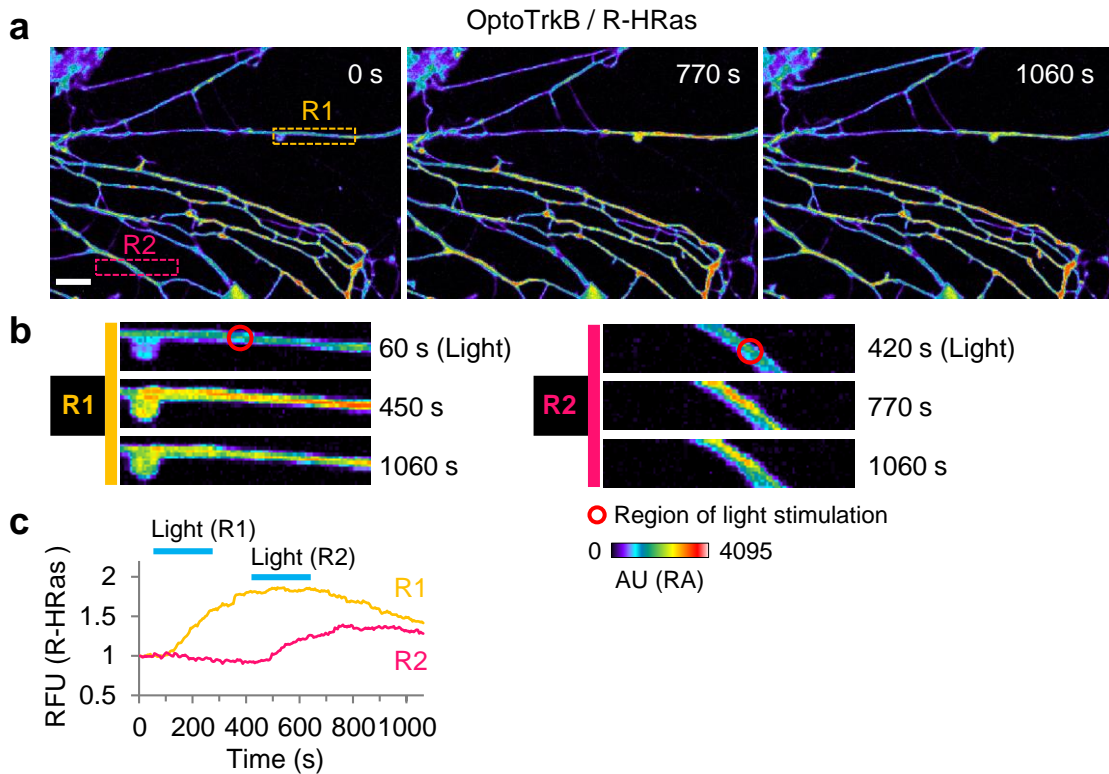 OptoTrkB / R-HRas
a
0 s
770 s
1060 s
R1
R2
b
R1
60 s (Light)
450 s
1060 s
R2
420 s (Light)
770 s
1060 s
Region of light stimulation
0 4095
AU (RA)
c
Light (R1)
Light (R2)
RFU (R-HRas)
2
1.5
1
0.5
R1
R2
0 200 400 600 800 1000
Time (s)